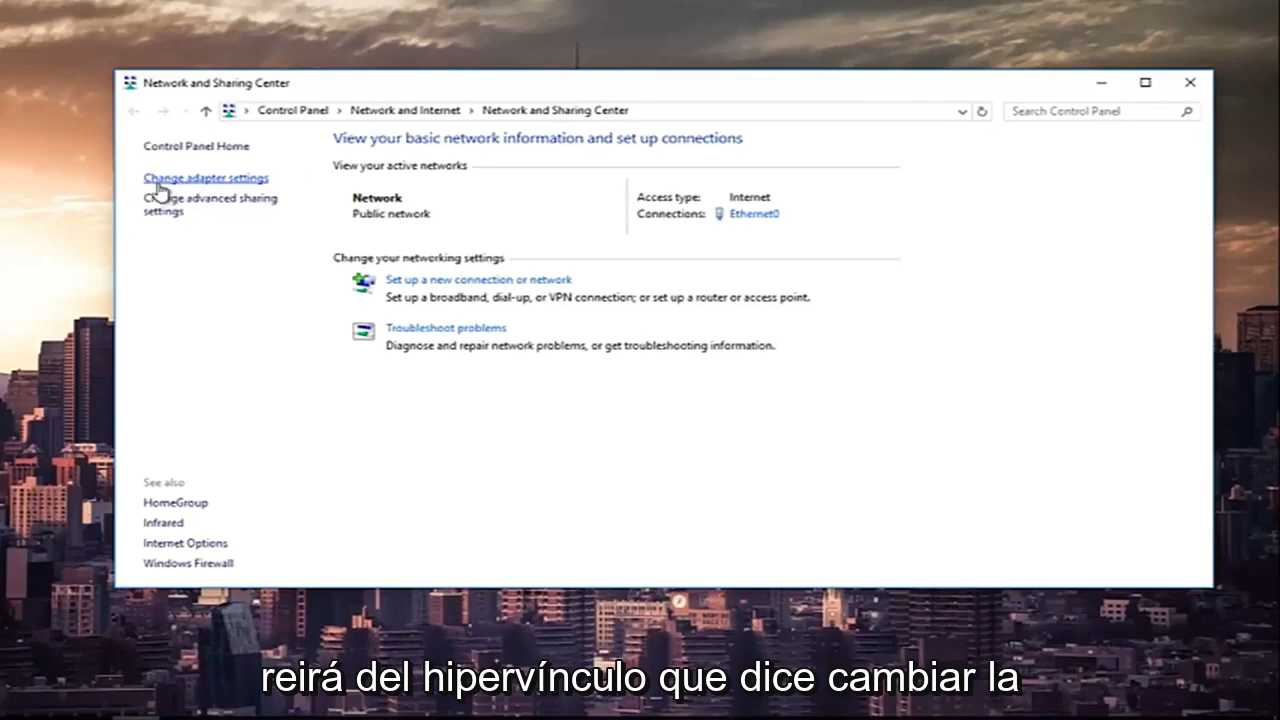 Network and Sharing Center
Control Panel > Network and Internet > Network and Sharing Center
Search Control Panel
Control Panel Home
Change adapter settings
Change advanced sharing
settings
View your basic network information and set up connections
View your active networks
Network
Public network
Access type: Internet
Connections: Ethernet0
Change your networking settings
Set up a new connection or network
Set up a broadband, dial-up, or VPN connection; or set up a router or access point.
Troubleshoot problems
Diagnose and repair network problems, or get troubleshooting information.
See also
HomeGroup
Infrared
Internet Options
Windows Firewall
reirá del hipervínculo que dice cambiar la